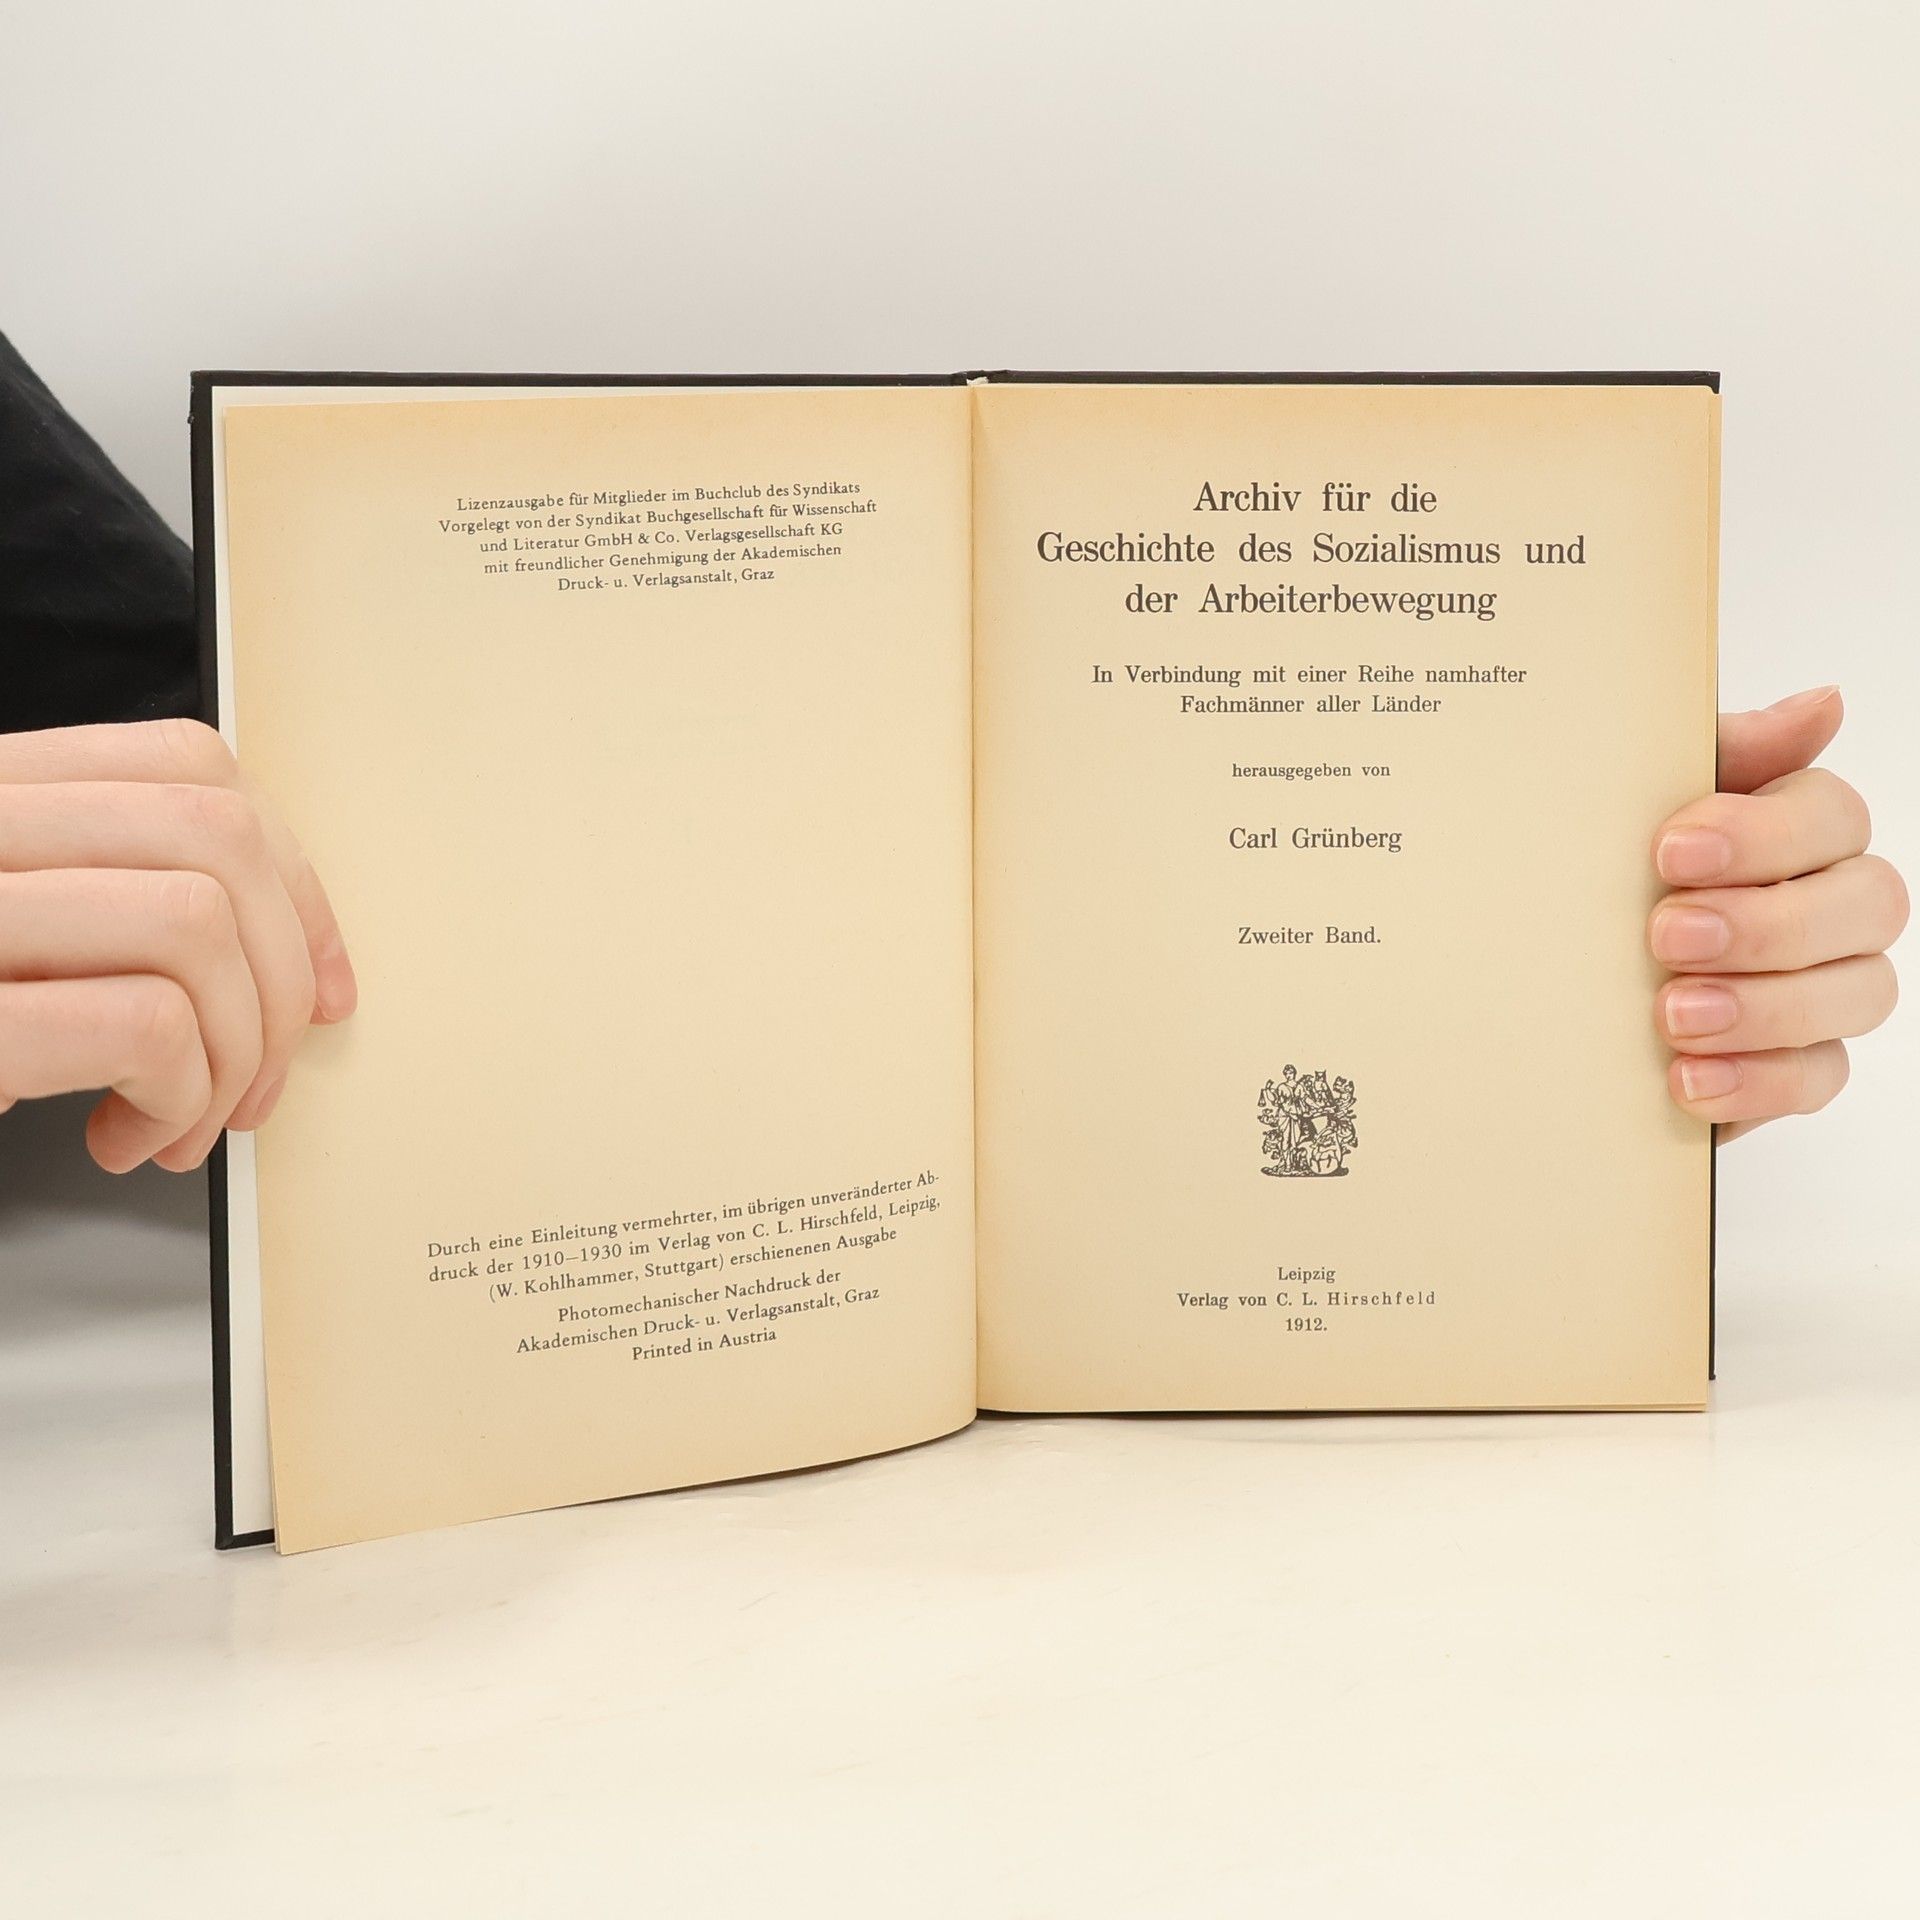 Lizenzausgabe für Mitglieder im Buchclub des Syndikats
Vorgelegt von der Syndikat Buchgesellschaft für Wissenschaft
und Literatur GmbH & Co. Verlagsgesellschaft KG
mit freundlicher Genehmigung der Akademischen
Druck- u. Verlagsanstalt, Graz
Durch eine Einleitung vermehrter, im übrigen unveränderter Ab-
druck der 1910–1930 im Verlag von C. L. Hirschfeld, Leipzig,
(W. Kohlhammer, Stuttgart) erschienenen Ausgabe
Photomechanischer Nachdruck der
Akademischen Druck- u. Verlagsanstalt, Graz
Printed in Austria
Archiv für die
Geschichte des Sozialismus und
der Arbeiterbewegung
In Verbindung mit einer Reihe namhafter
Fachmänner aller Länder
herausgegeben von
Carl Grünberg
Zweiter Band.
Leipzig
Verlag von C. L. Hirschfeld
1912.